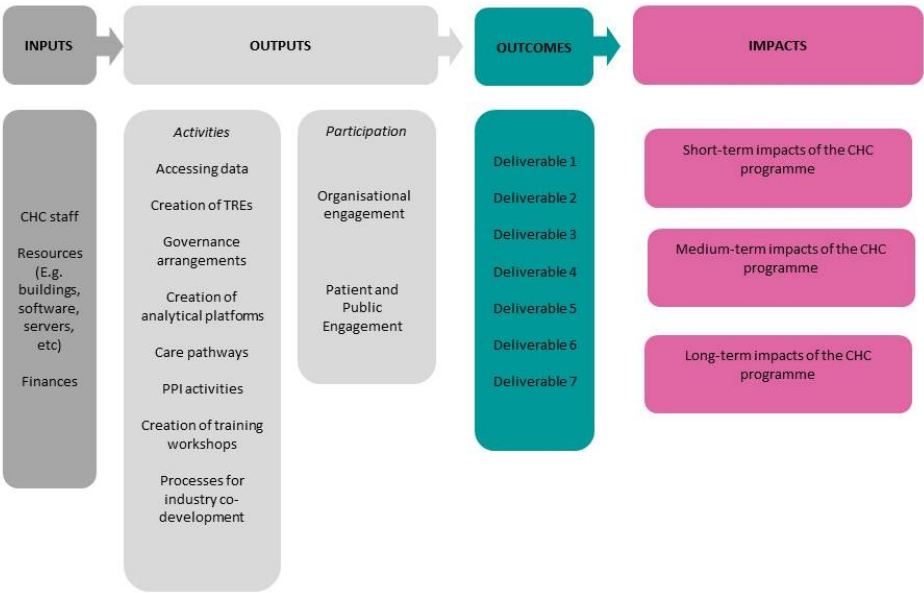 INPUTS
OUTPUTS
OUTCOMES
IMPACTS
CHC staff
Resources
(E.g.
buildings,
software,
servers,
etc)
Finances
Activities
Accessing data
Creation of TREs
Governance
arrangements
Creation of
analytical platforms
Care pathways
PPI activities
Creation of training
workshops
Processes for
industry co-
development
Participation
Organisational
engagement
Patient and
Public
Engagement
Deliverable 1
Deliverable 2
Deliverable 3
Deliverable 4
Deliverable 5
Deliverable 6
Deliverable 7
Short-term impacts of the CHC
programme
Medium-term impacts of the CHC
programme
Long-term impacts of the CHC
programme